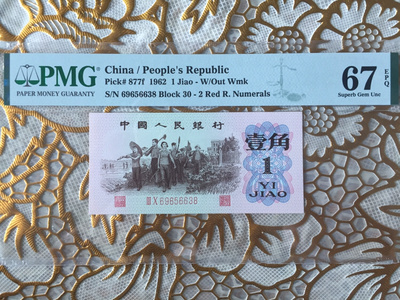 PMG
PAPER MONEY GUARANTY
China / People's Republic
Pick# 877f 1962 1 Jiao - W/Out Wmk
S/N 69656638 Block 30 - 2 Red R. Numerals
67 EPQ
Superb Gem Unc
中國人民銀行
壹角
1
YI
JIAO
ⅢⅩ69656638